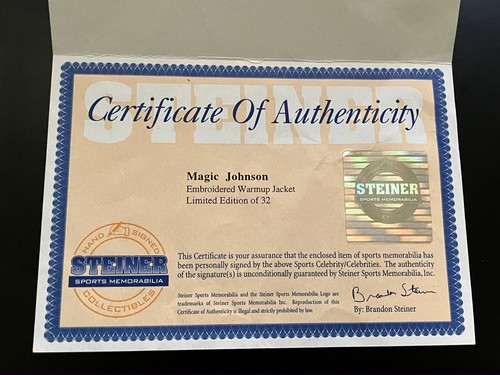 STEINER
Certificate Of Authenticity
Magic Johnson
Embroidered Warmup Jacket
Limited Edition of 32
STEINER
SPORTS MEMORABILIA
HAND SIGNED
STEINER
SPORTS MEMORABILIA
COLLECTIBLES
This Certificate is your assurance that the enclosed item of sports memorabilia has
been personally signed by the above Sports Celebrity/Celebrities. The authenticity
of the signature(s) is unconditionally guaranteed by Steiner Sports Memorabilia, Inc.
Steiner Sports Memorabilia and the Steiner Sports Memorabilia Logo are
trademarks of Steiner Sports Memorabilia Inc. Reproduction of this
Certificate of Authenticity is illegal and strictly prohibited by law.
Brandon Steiner
By: Brandon Steiner